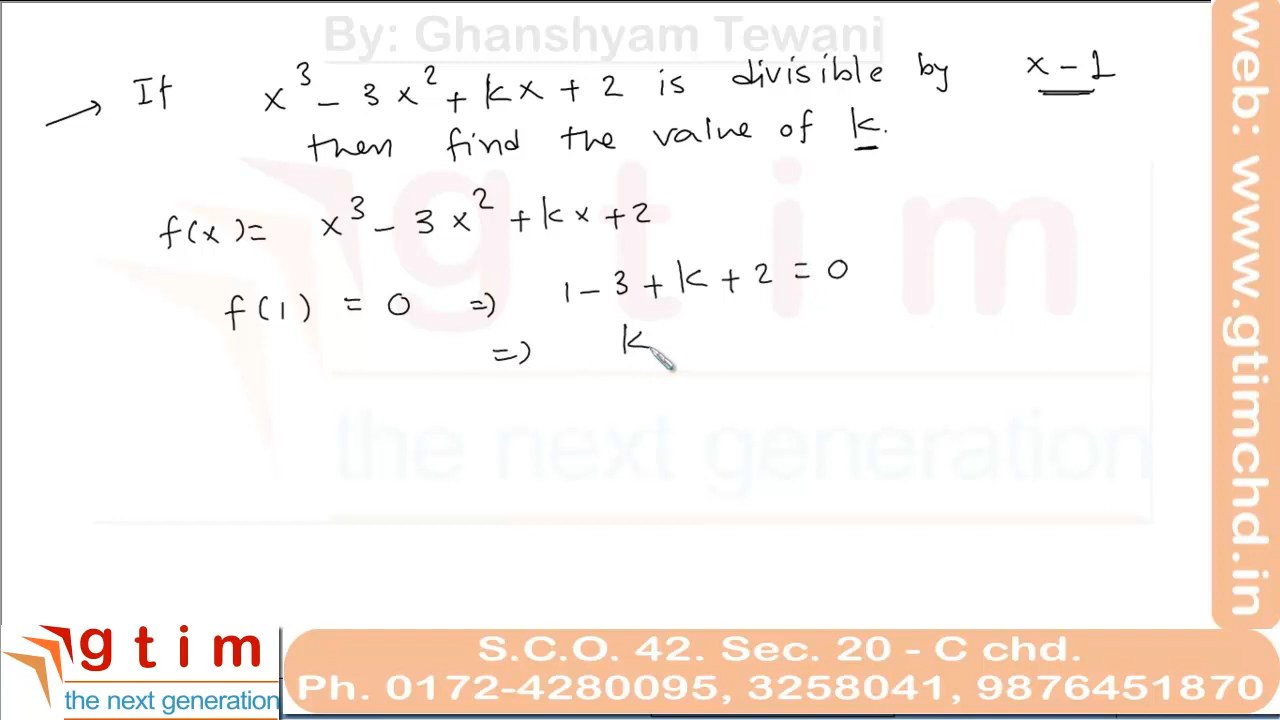 By: Ghanshyam Tewani
→ If x³ - 3x² + kx + 2 is divisible by x - 1
then find the value of k.
f(x) = x³ - 3x² + kx + 2
f(1) = 0 ⇒ 1 - 3 + k + 2 = 0
⇒ k
gtim
the next generation
web: www.gtimchd.in
gtim
the next generation
S.C.O. 42. Sec. 20 - C chd.
Ph. 0172-4280095, 3258041, 9876451870